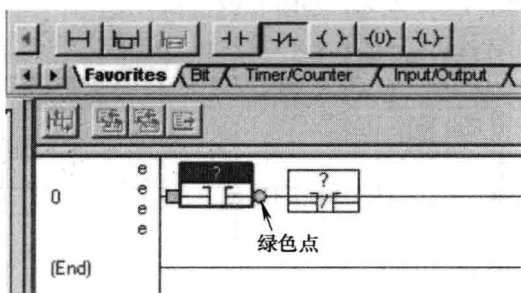 Favorites Bit Timer/Counter Input/Output
0
e
e
e
e
? ?
绿色点
(End)